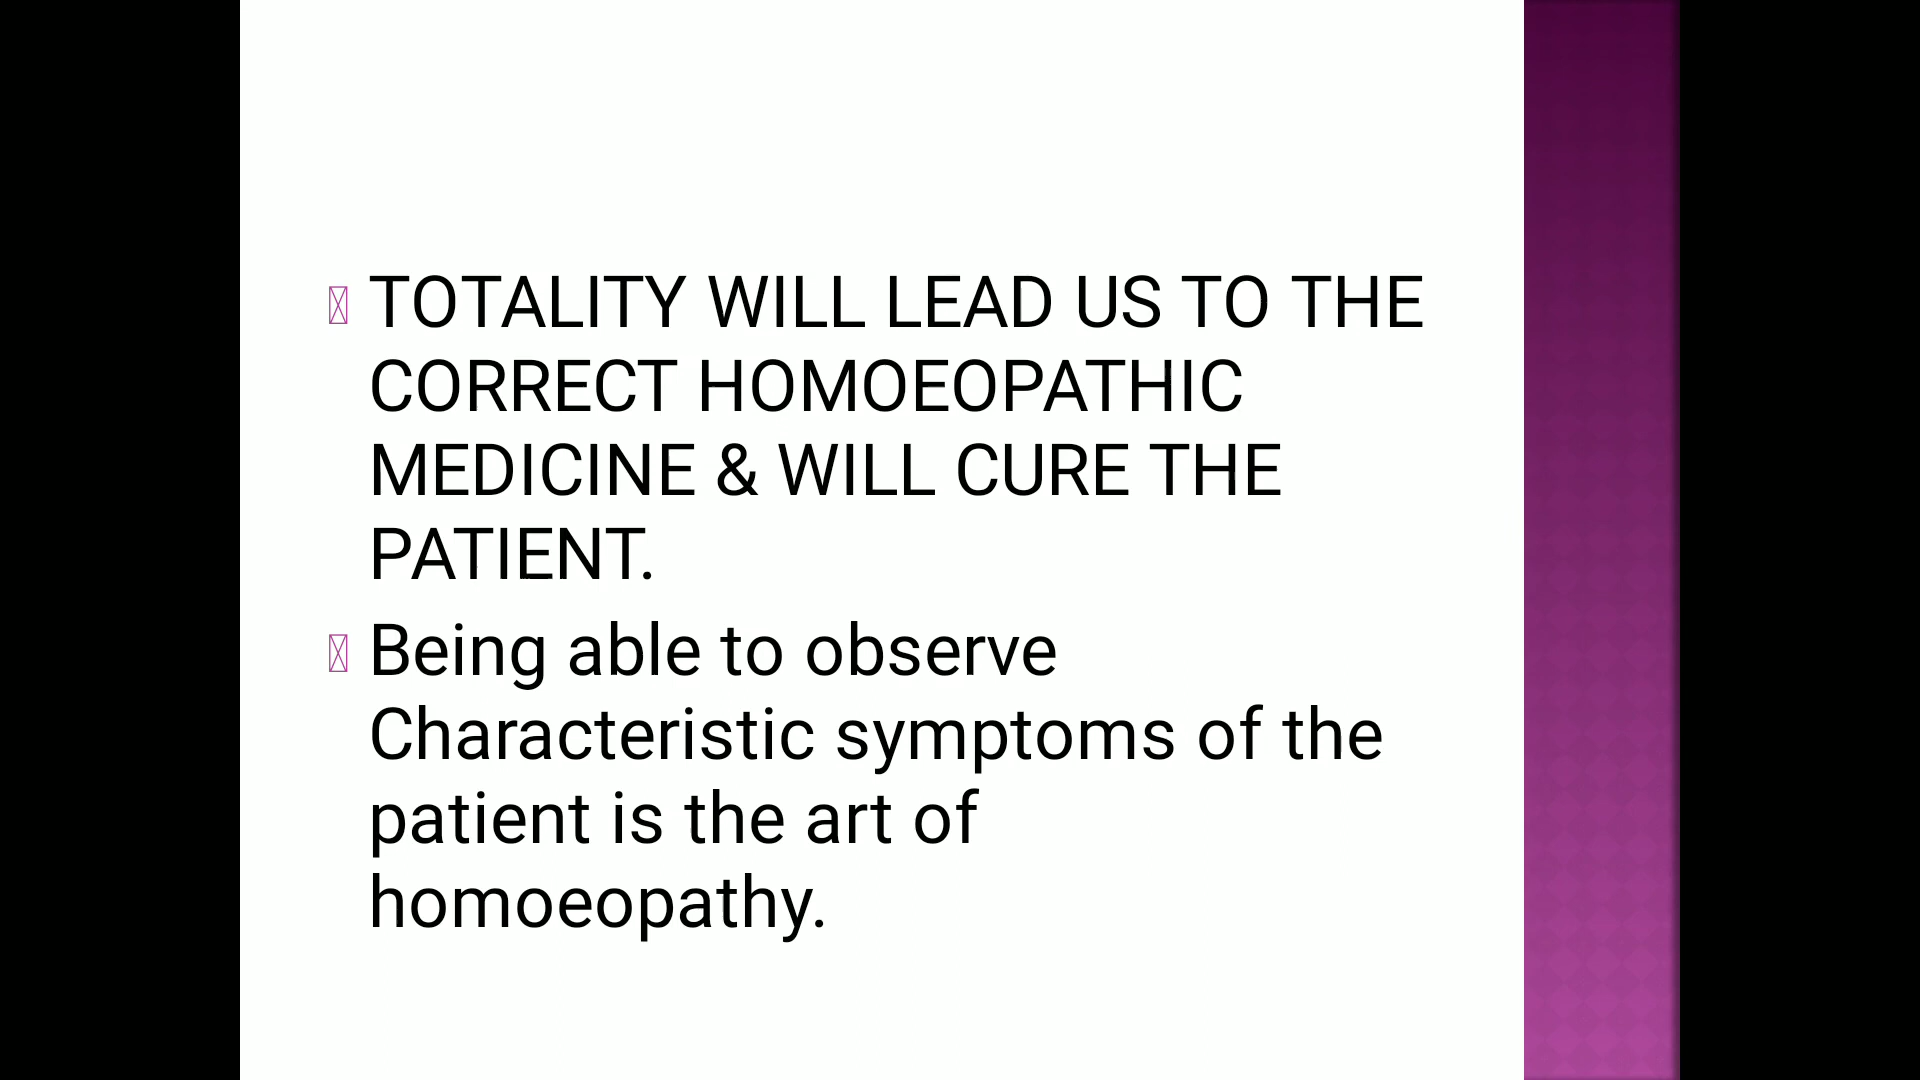 TOTALITY WILL LEAD US TO THE
CORRECT HOMOEOPATHIC
MEDICINE & WILL CURE THE
PATIENT.
Being able to observe
Characteristic symptoms of the
patient is the art of
homoeopathy.